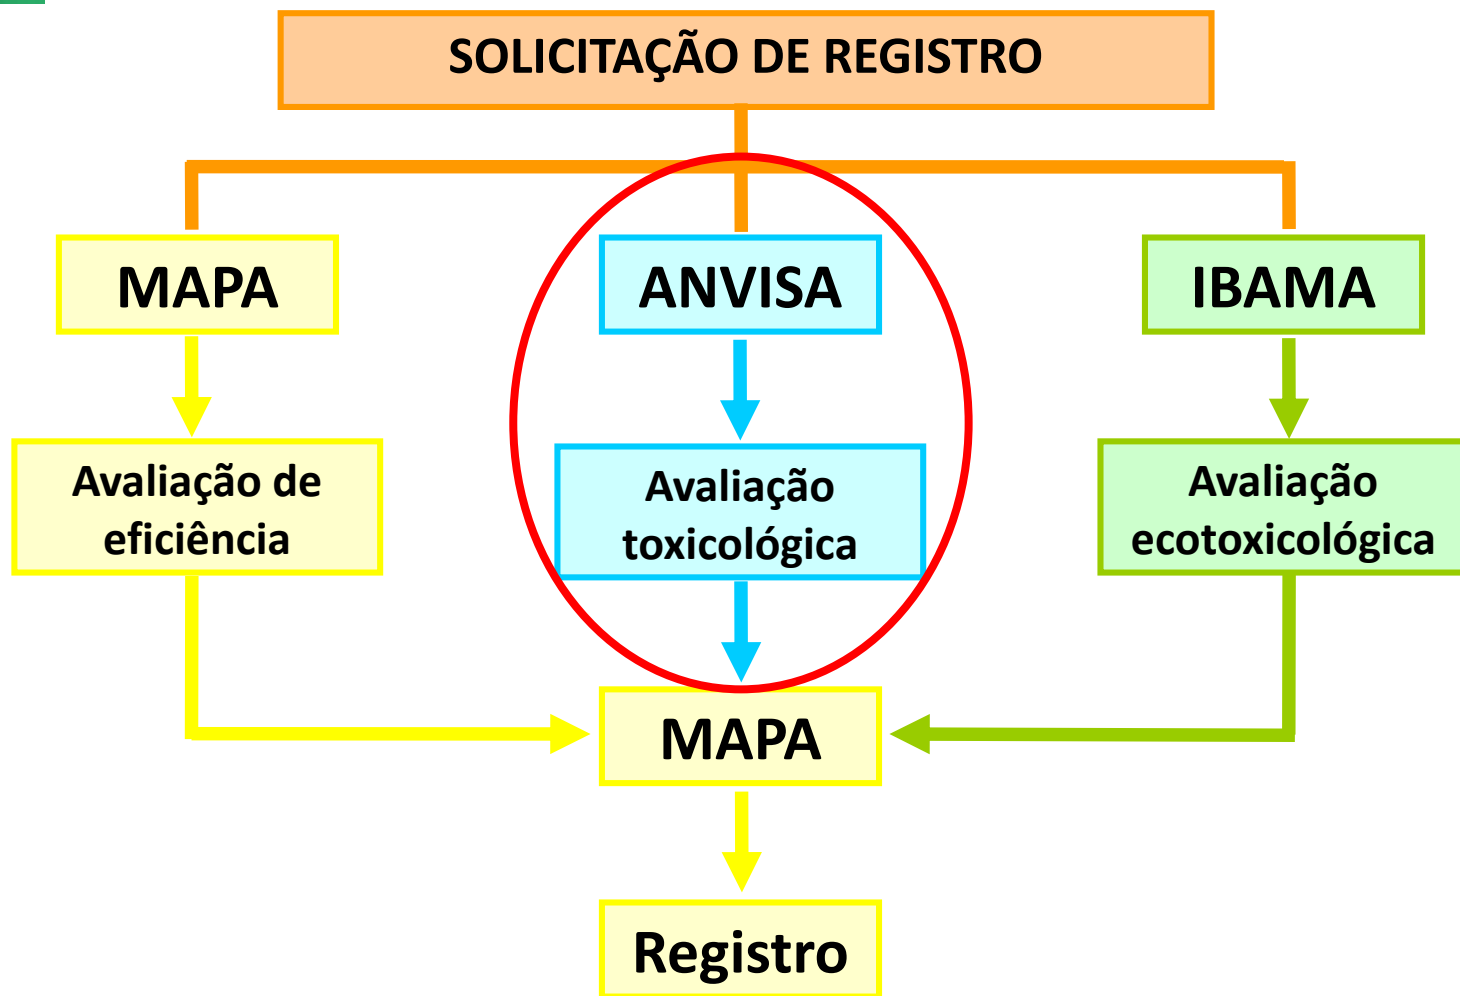 SOLICITAÇÃO DE REGISTRO
MAPA
ANVISA
IBAMA
Avaliação de
eficiência
Avaliação
toxicológica
Avaliação
ecotoxicológica
MAPA
Registro